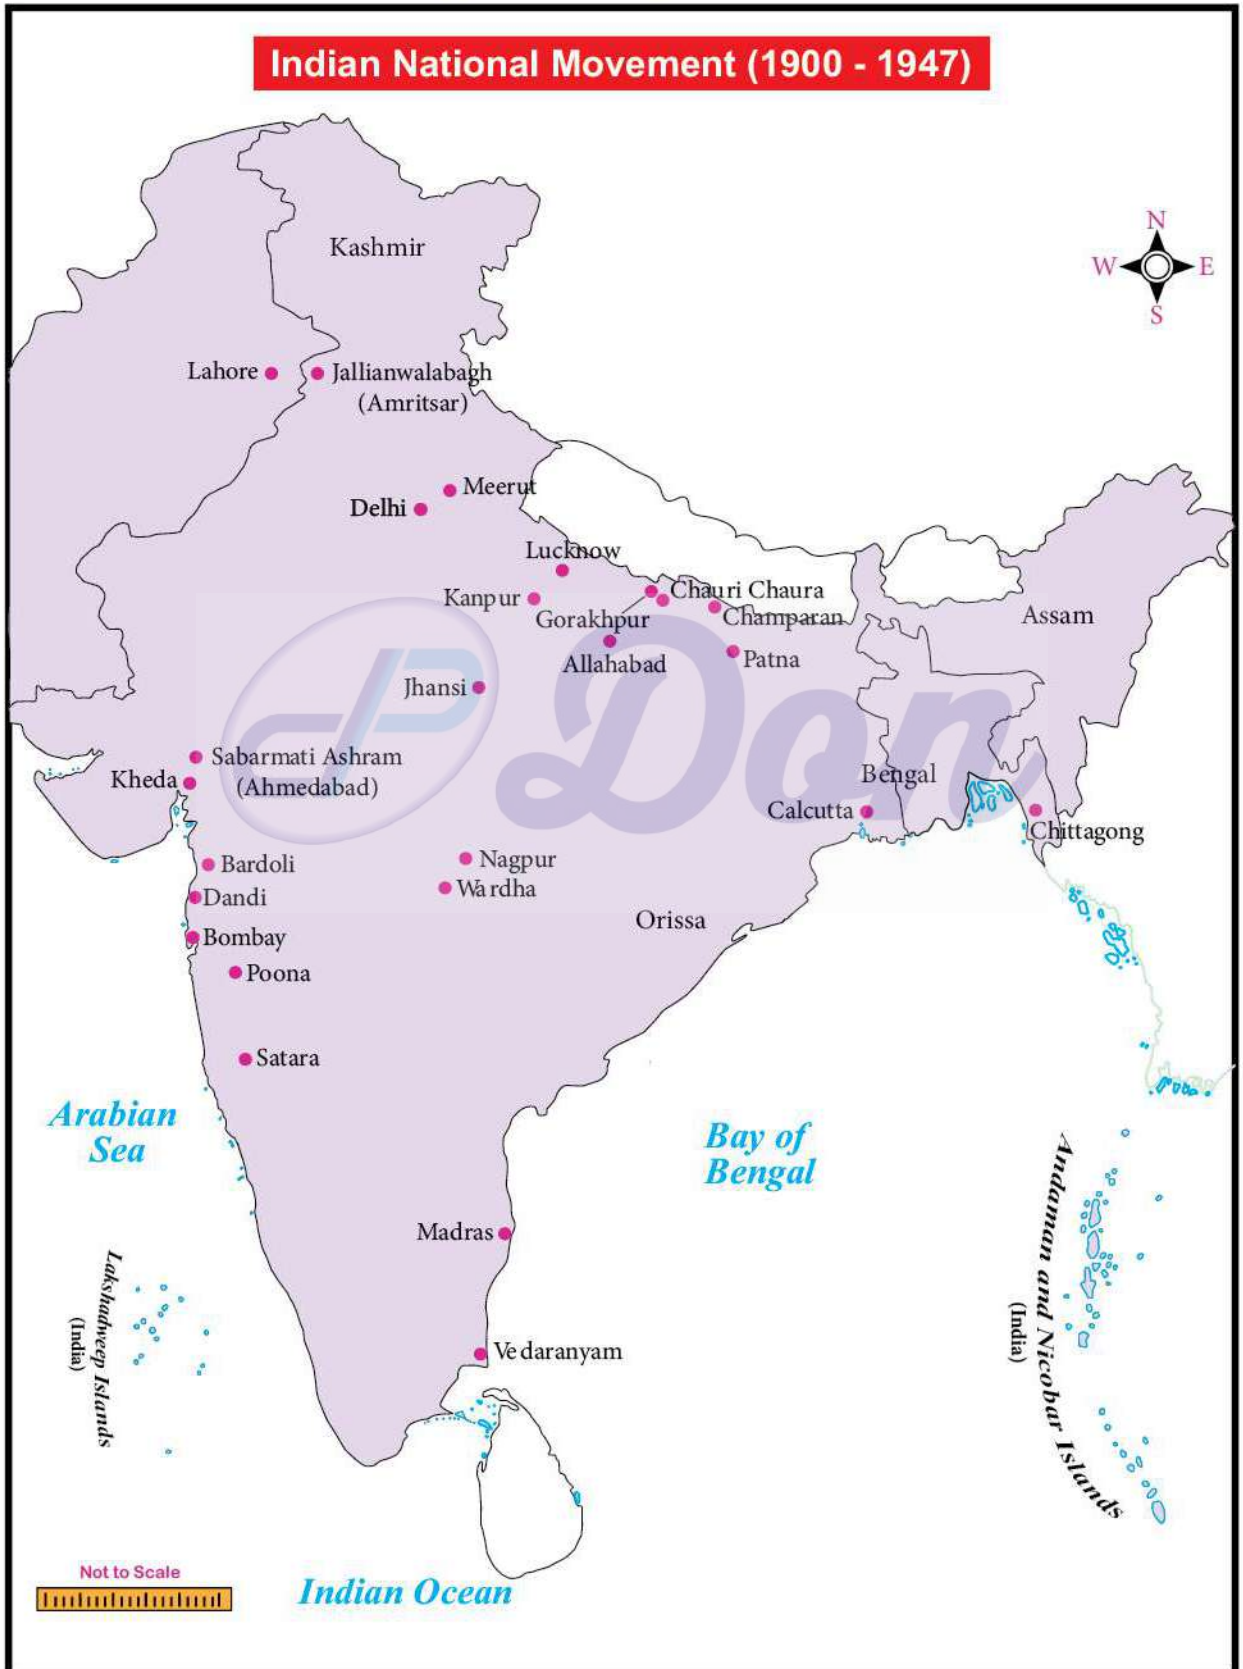 Indian National Movement (1900 - 1947)
N
W E
S
Kashmir
Lahore
Jallianwalabagh
(Amritsar)
Meerut
Delhi
Lucknow
Kanpur
Chauri Chaura
Gorakhpur
Champaran
Assam
Allahabad
Patna
Jhansi
Don
Sabarmati Ashram
(Ahmedabad)
Kheda
Bengal
Calcutta
Chittagong
Bardoli
Nagpur
Wardha
Dandi
Orissa
Bombay
Poona
Satara
Arabian
Sea
Bay of
Bengal
Madras
Vedaranyam
Lakshadweep Islands
(India)
Andaman and Nicobar Islands
(India)
Not to Scale
Indian Ocean